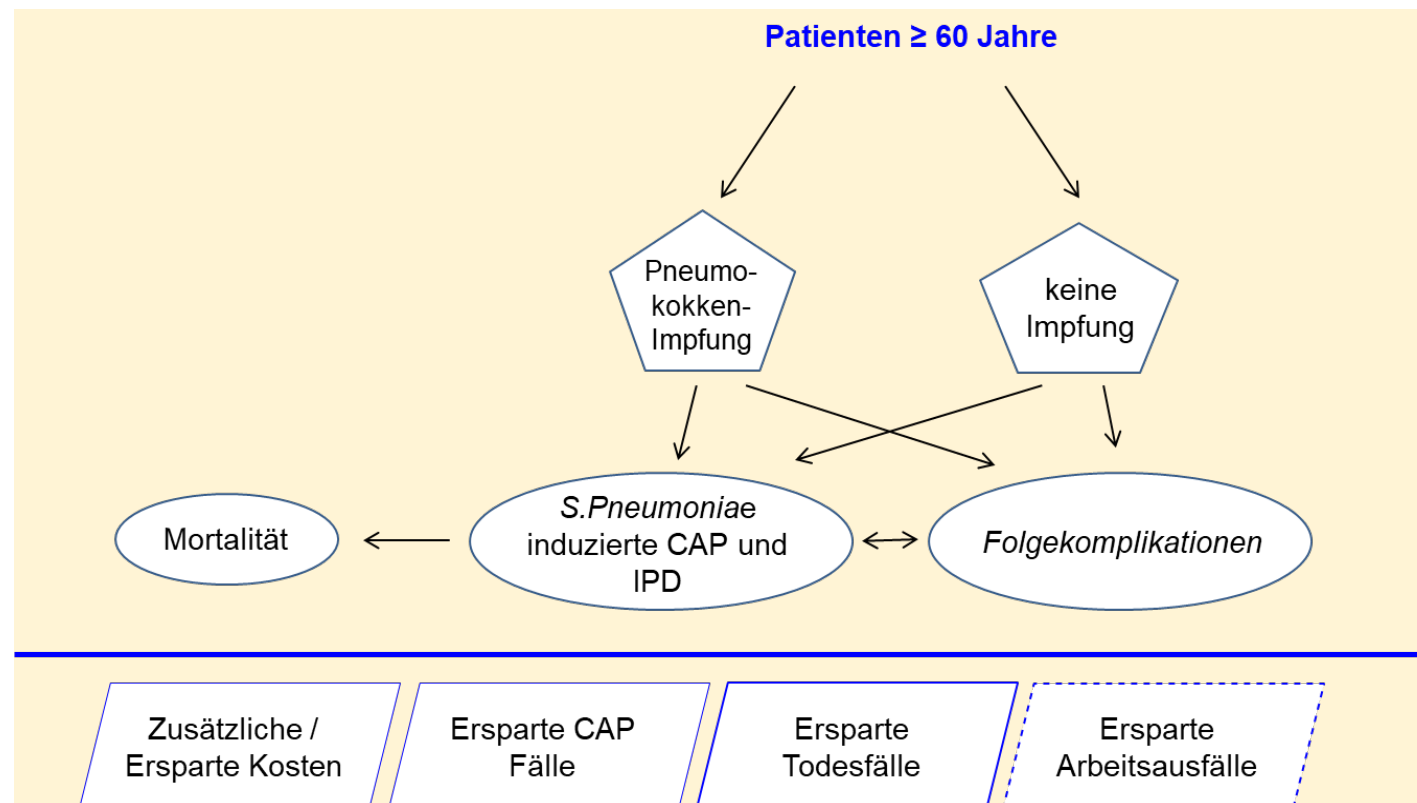 Patienten ≥ 60 Jahre
Pneumo-
kokken-
Impfung
keine
Impfung
S.Pneumoniae
induzierte CAP und
IPD
Mortalität
Folgekomplikationen
Zusätzliche /
Ersparte Kosten
Ersparte CAP
Fälle
Ersparte
Todesfälle
Ersparte
Arbeitsausfälle